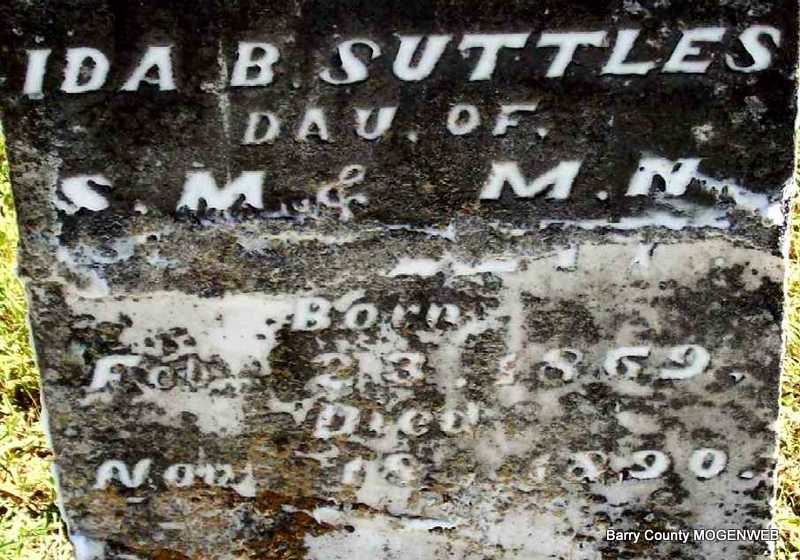 IDA B. SUTTLES
DAU. OF.
S. M. & M. N.
Born
Feb. 23. 1869.
Died
Nov. 18 1890.
Barry County MOGENWEB